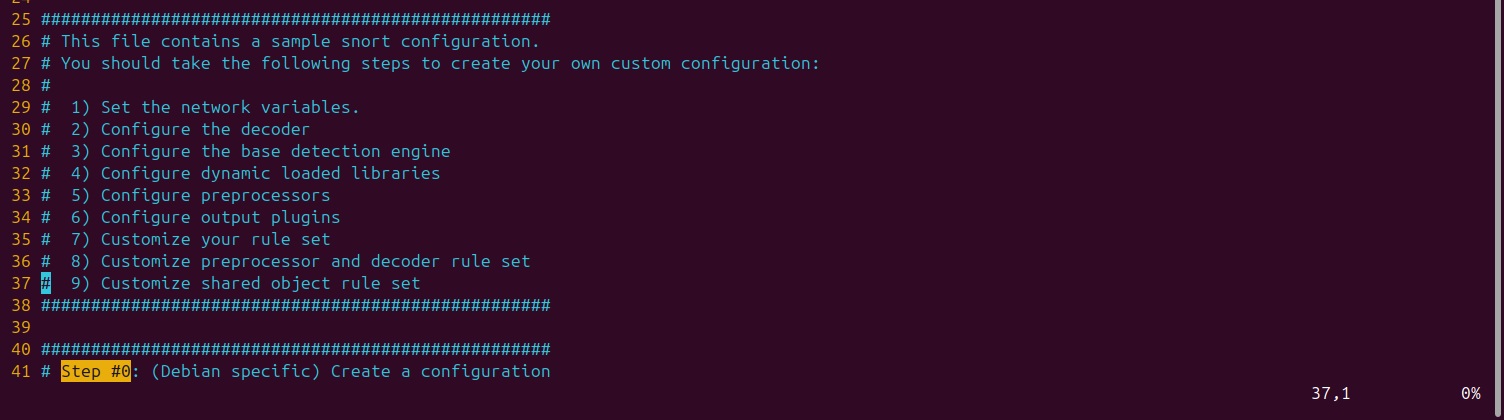 25 ###################################################
26 # This file contains a sample snort configuration.
27 # You should take the following steps to create your own custom configuration:
28 #
29 #  1) Set the network variables.
30 #  2) Configure the decoder
31 #  3) Configure the base detection engine
32 #  4) Configure dynamic loaded libraries
33 #  5) Configure preprocessors
34 #  6) Configure output plugins
35 #  7) Customize your rule set
36 #  8) Customize preprocessor and decoder rule set
37 #  9) Customize shared object rule set
38 ###################################################
39
40 ###################################################
41 # Step #0: (Debian specific) Create a configuration
37,1 0%